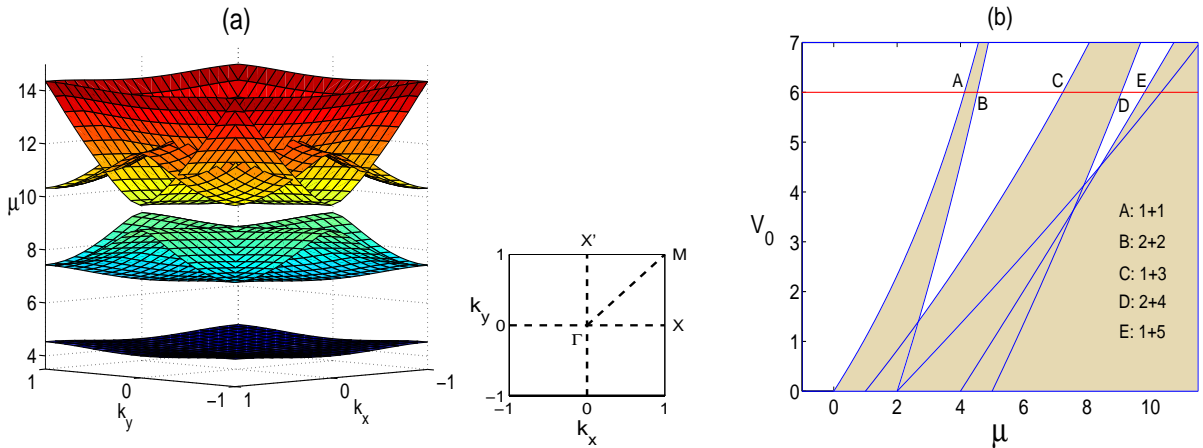 (a)
14
12
μ10
8
6
4
1
0
−1
k_y
1
0
−1
k_x
X'
M
1
k_y
0
Γ
X
−1
−1
0
1
k_x
(b)
7
6
5
4
3
2
1
0
V_0
A
B
C
D
E
A: 1+1
B: 2+2
C: 1+3
D: 2+4
E: 1+5
0
2
4
6
8
10
μ